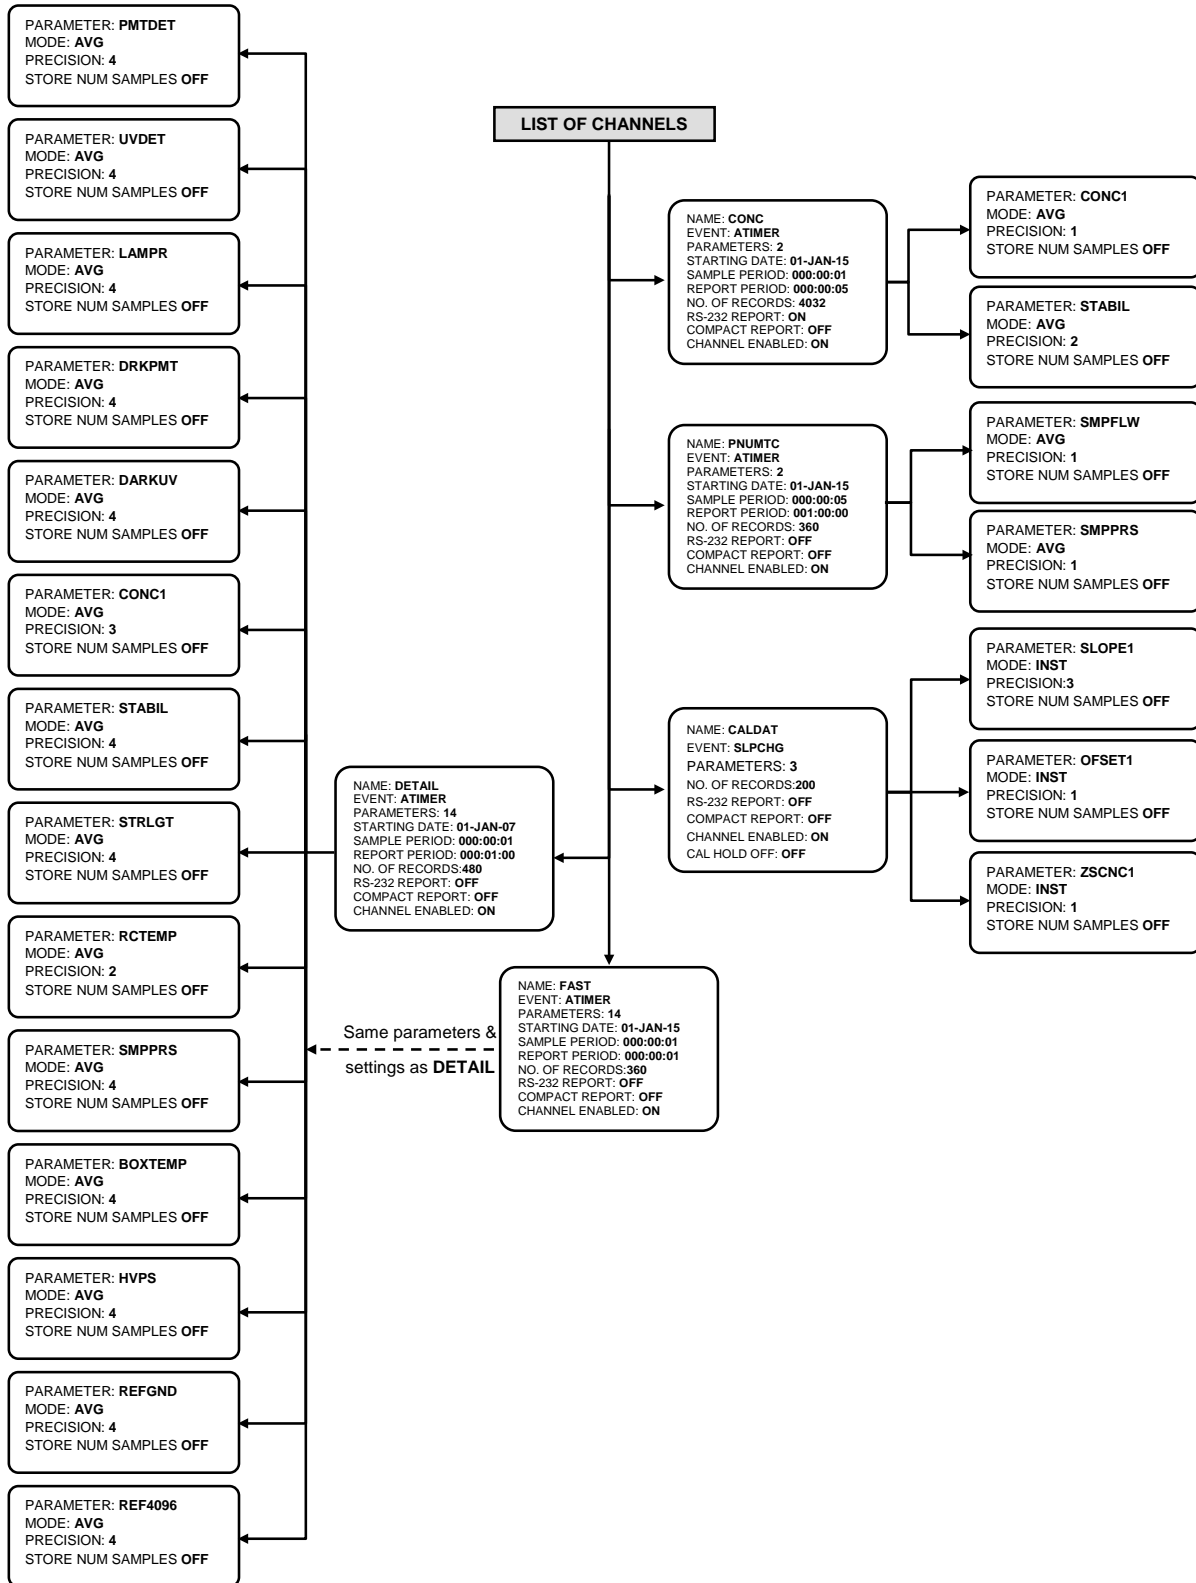 PARAMETER: PMTDET
MODE: AVG
PRECISION: 4
STORE NUM SAMPLES OFF
PARAMETER: UVDET
MODE: AVG
PRECISION: 4
STORE NUM SAMPLES OFF
PARAMETER: LAMPR
MODE: AVG
PRECISION: 4
STORE NUM SAMPLES OFF
PARAMETER: DRKPMT
MODE: AVG
PRECISION: 4
STORE NUM SAMPLES OFF
PARAMETER: DARKUV
MODE: AVG
PRECISION: 4
STORE NUM SAMPLES OFF
PARAMETER: CONC1
MODE: AVG
PRECISION: 3
STORE NUM SAMPLES OFF
PARAMETER: STABIL
MODE: AVG
PRECISION: 4
STORE NUM SAMPLES OFF
PARAMETER: STRLGT
MODE: AVG
PRECISION: 4
STORE NUM SAMPLES OFF
PARAMETER: RCTEMP
MODE: AVG
PRECISION: 2
STORE NUM SAMPLES OFF
PARAMETER: SMPPRS
MODE: AVG
PRECISION: 4
STORE NUM SAMPLES OFF
PARAMETER: BOXTEMP
MODE: AVG
PRECISION: 4
STORE NUM SAMPLES OFF
PARAMETER: HVPS
MODE: AVG
PRECISION: 4
STORE NUM SAMPLES OFF
PARAMETER: REFGND
MODE: AVG
PRECISION: 4
STORE NUM SAMPLES OFF
PARAMETER: REF4096
MODE: AVG
PRECISION: 4
STORE NUM SAMPLES OFF
LIST OF CHANNELS
NAME: DETAIL
EVENT: ATIMER
PARAMETERS: 14
STARTING DATE: 01-JAN-07
SAMPLE PERIOD: 000:00:01
REPORT PERIOD: 000:01:00
NO. OF RECORDS:480
RS-232 REPORT: OFF
COMPACT REPORT: OFF
CHANNEL ENABLED: ON
Same parameters &
settings as DETAIL
NAME: FAST
EVENT: ATIMER
PARAMETERS: 14
STARTING DATE: 01-JAN-15
SAMPLE PERIOD: 000:00:01
REPORT PERIOD: 000:00:01
NO. OF RECORDS:360
RS-232 REPORT: OFF
COMPACT REPORT: OFF
CHANNEL ENABLED: ON
NAME: CONC
EVENT: ATIMER
PARAMETERS: 2
STARTING DATE: 01-JAN-15
SAMPLE PERIOD: 000:00:01
REPORT PERIOD: 000:00:05
NO. OF RECORDS: 4032
RS-232 REPORT: ON
COMPACT REPORT: OFF
CHANNEL ENABLED: ON
NAME: PNUMTC
EVENT: ATIMER
PARAMETERS: 2
STARTING DATE: 01-JAN-15
SAMPLE PERIOD: 000:00:05
REPORT PERIOD: 001:00:00
NO. OF RECORDS: 360
RS-232 REPORT: OFF
COMPACT REPORT: OFF
CHANNEL ENABLED: ON
NAME: CALDAT
EVENT: SLPCHG
PARAMETERS: 3
NO. OF RECORDS:200
RS-232 REPORT: OFF
COMPACT REPORT: OFF
CHANNEL ENABLED: ON
CAL HOLD OFF: OFF
PARAMETER: CONC1
MODE: AVG
PRECISION: 1
STORE NUM SAMPLES OFF
PARAMETER: STABIL
MODE: AVG
PRECISION: 2
STORE NUM SAMPLES OFF
PARAMETER: SMPFLW
MODE: AVG
PRECISION: 1
STORE NUM SAMPLES OFF
PARAMETER: SMPPRS
MODE: AVG
PRECISION: 1
STORE NUM SAMPLES OFF
PARAMETER: SLOPE1
MODE: INST
PRECISION:3
STORE NUM SAMPLES OFF
PARAMETER: OFSET1
MODE: INST
PRECISION: 1
STORE NUM SAMPLES OFF
PARAMETER: ZSCNC1
MODE: INST
PRECISION: 1
STORE NUM SAMPLES OFF